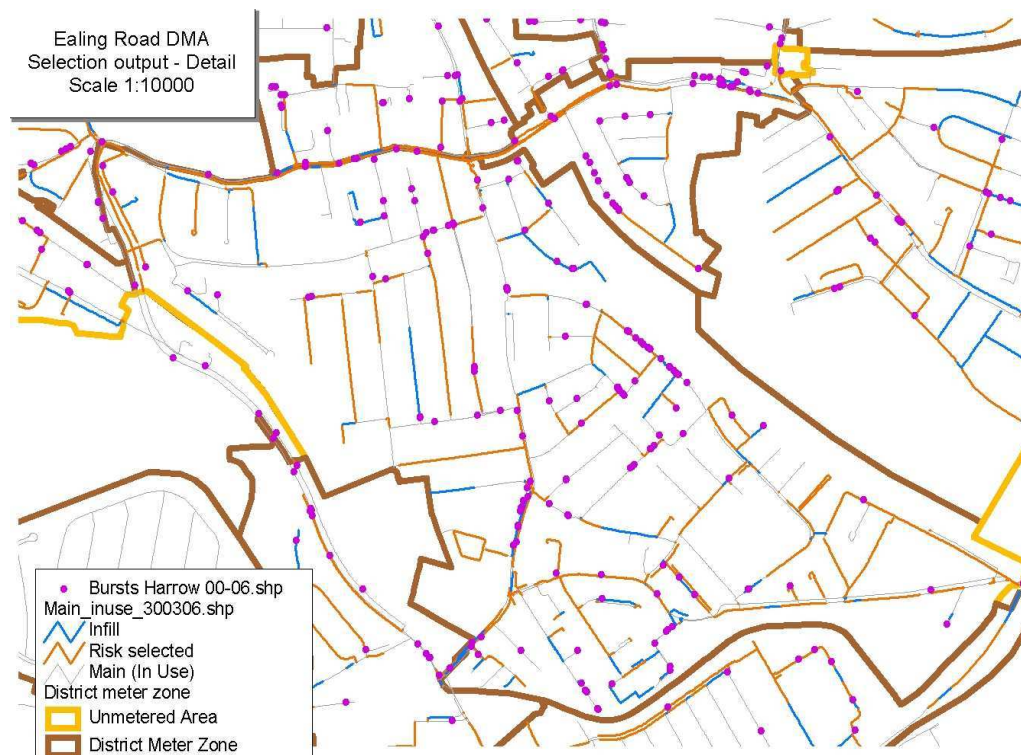 Ealing Road DMA
Selection output - Detail
Scale 1:10000
Bursts Harrow 00-06.shp
Main_inuse_300306.shp
Infill
Risk selected
Main (In Use)
District meter zone
Unmetered Area
District Meter Zone